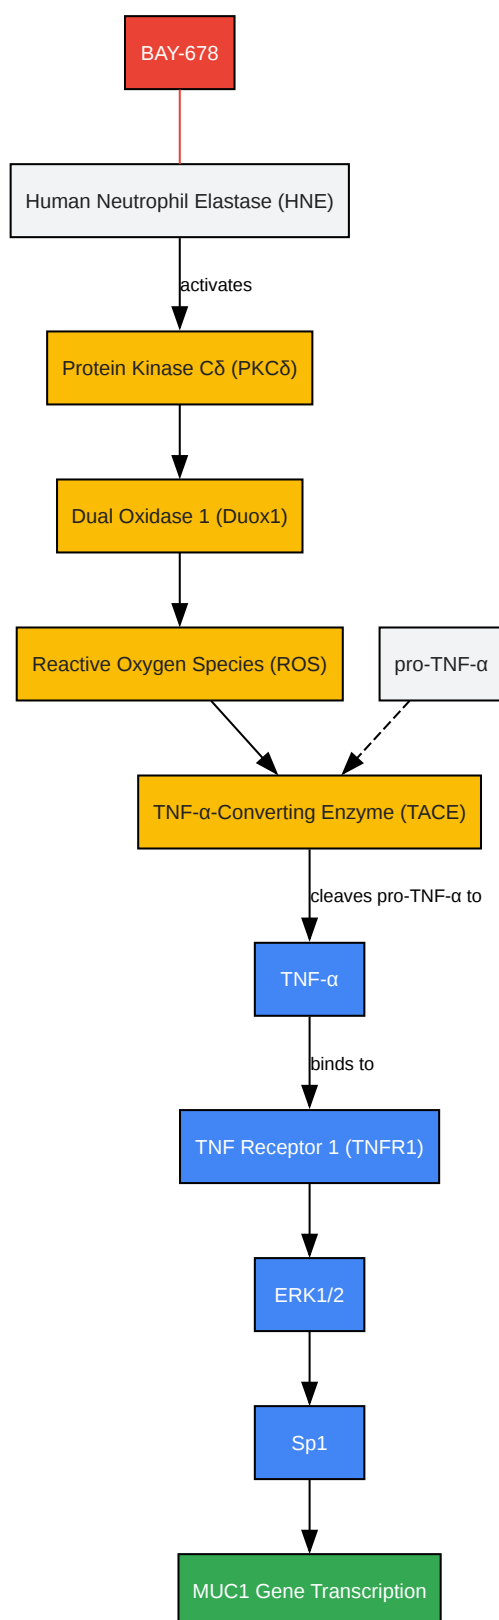 BAY-678
Human Neutrophil Elastase (HNE)
activates
Protein Kinase Cδ (PKCδ)
Dual Oxidase 1 (Duox1)
Reactive Oxygen Species (ROS)
pro-TNF-α
TNF-α-Converting Enzyme (TACE)
cleaves pro-TNF-α to
TNF-α
binds to
TNF Receptor 1 (TNFR1)
ERK1/2
Sp1
MUC1 Gene Transcription